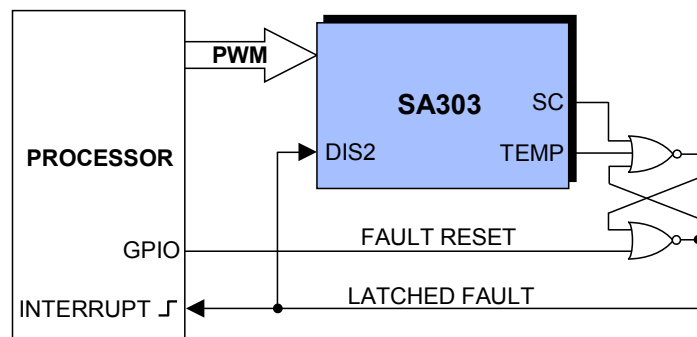 PWM
SA303
SC
DIS2
TEMP
PROCESSOR
GPIO
FAULT RESET
INTERRUPT
LATCHED FAULT